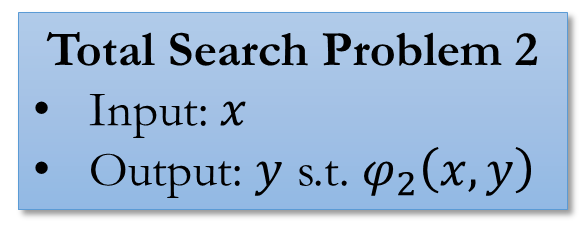 Total Search Problem 2
• Input: 𝑥
• Output: 𝑦 s.t. 𝜑₂(𝑥, 𝑦)